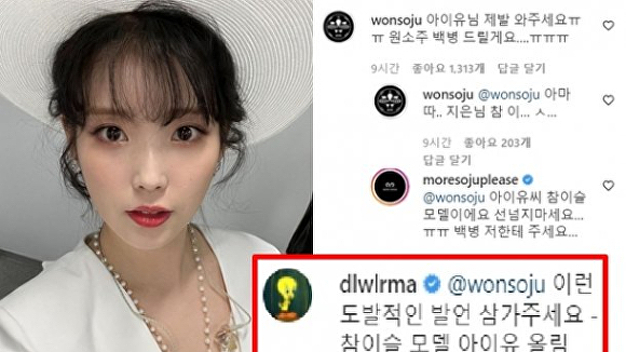 wonsoju 아이유님 제발 와주세요ㅠ
ㅠ 원소주 백병 드릴게요....ㅠㅠㅠ
9시간 좋아요 1,313개 답글 달기
wonsoju @wonsoju 아마
따.. 지은님 참 이... ㅅ...
9시간 좋아요 203개
답글 달기
moresojuplease
@wonsoju 아이유씨 참이슬
모델이에요 선넘지마세요...
ㅠㅠ 백병 저한테 주세요...
dlwlrma @wonsoju 이런
도발적인 발언 삼가주세요 -
참이슬 모델 아이유 올림